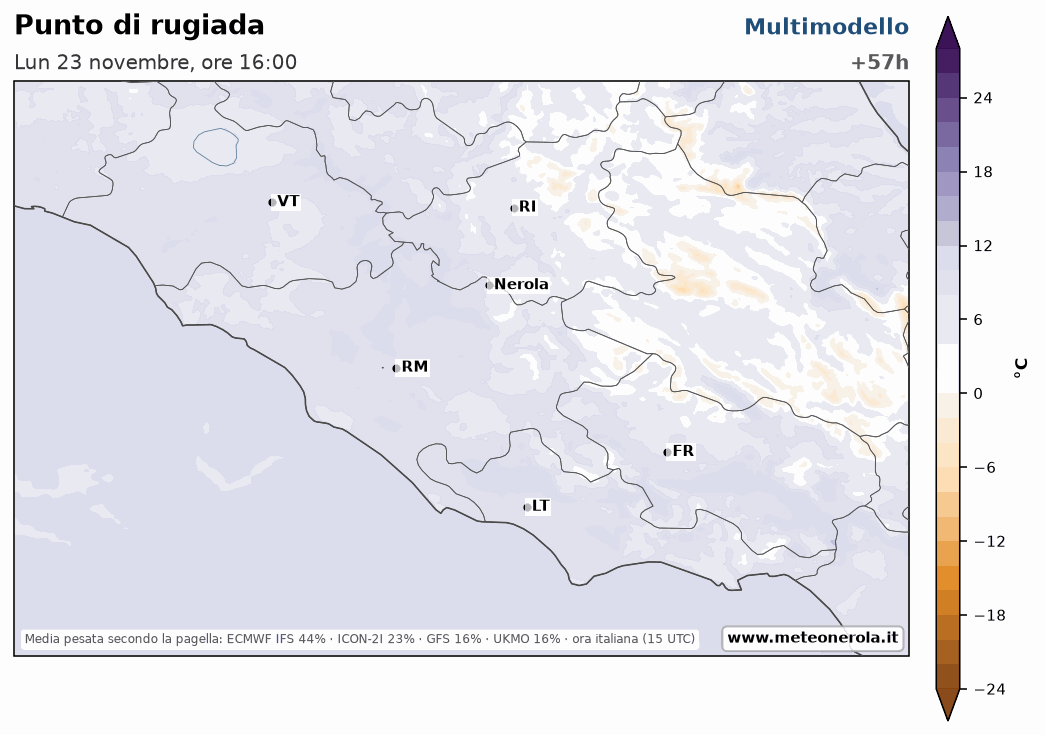 Punto di rugiada
Multimodello
Lun 23 novembre, ore 16:00
+57h
VT
RI
Nerola
RM
FR
LT
24
18
12
6
0
−6
−12
−18
−24
°C
Media pesata secondo la pagella: ECMWF IFS 44% · ICON-2I 23% · GFS 16% · UKMO 16% · ora italiana (15 UTC)
www.meteonerola.it